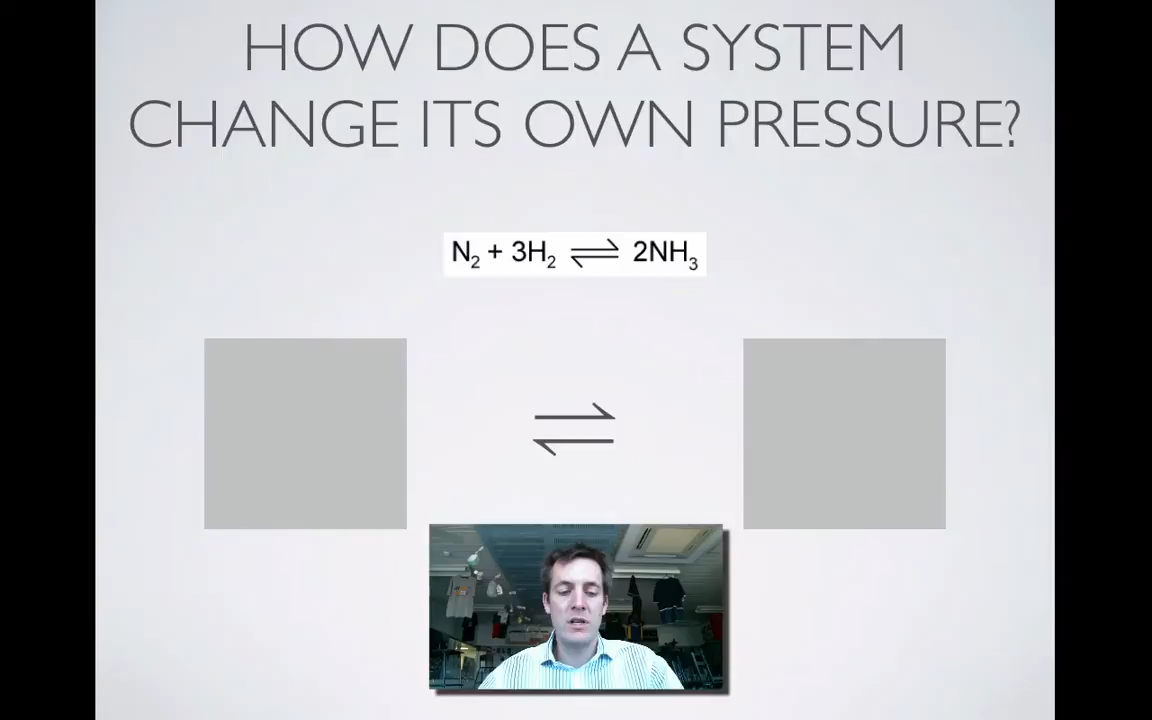 HOW DOES A SYSTEM
CHANGE ITS OWN PRESSURE?
N₂ + 3H₂ ⇌ 2NH₃